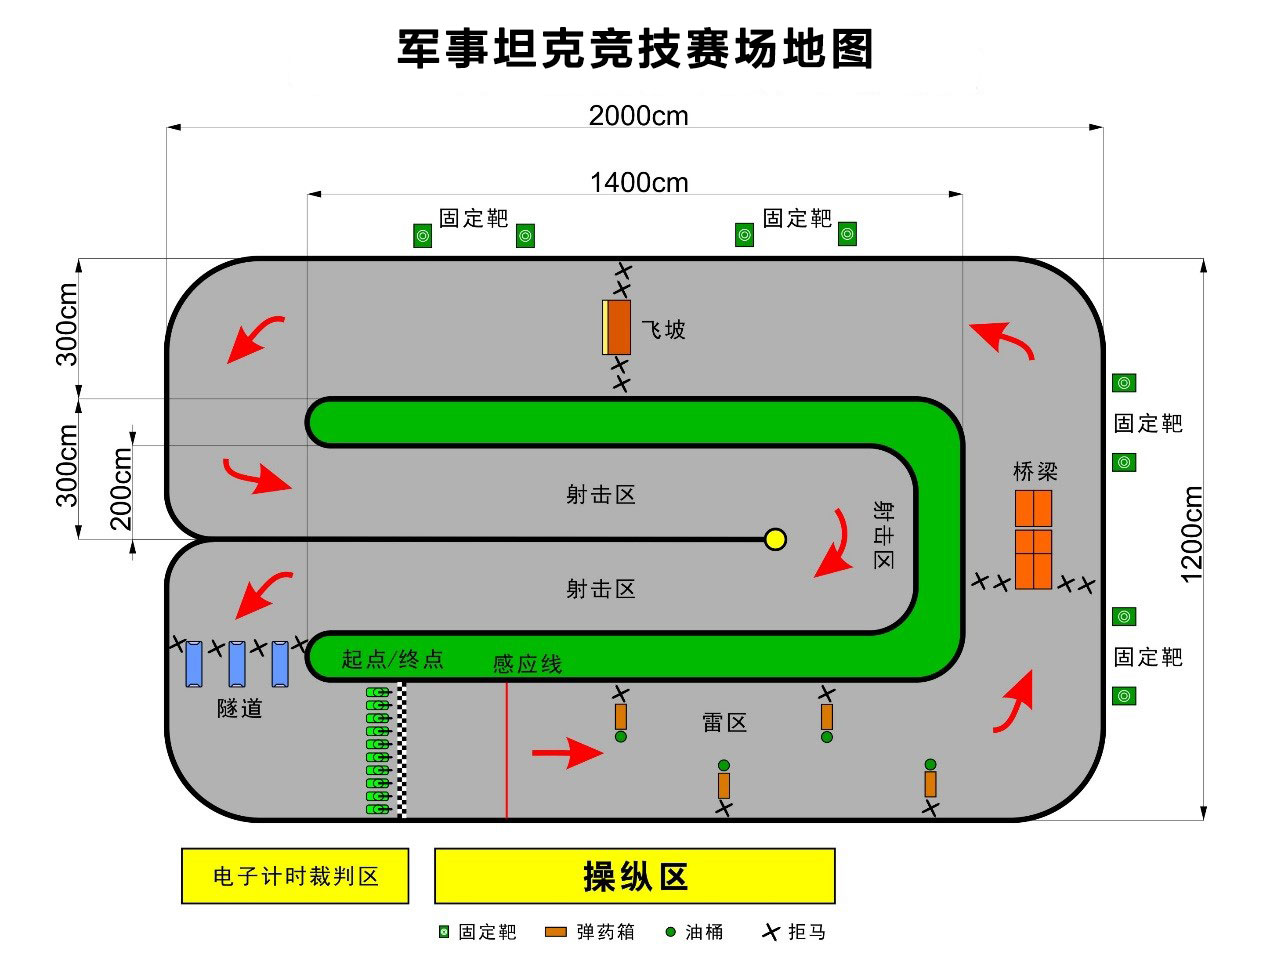 军事坦克竞技赛场地图
2000cm
1400cm
固定靶
固定靶
300cm
飞坡
300cm
200cm
固定靶
桥梁
射击区
射击区
1200cm
射击区
固定靶
起点/终点
感应线
隧道
雷区
电子计时裁判区
操纵区
固定靶 弹药箱 油桶 拒马